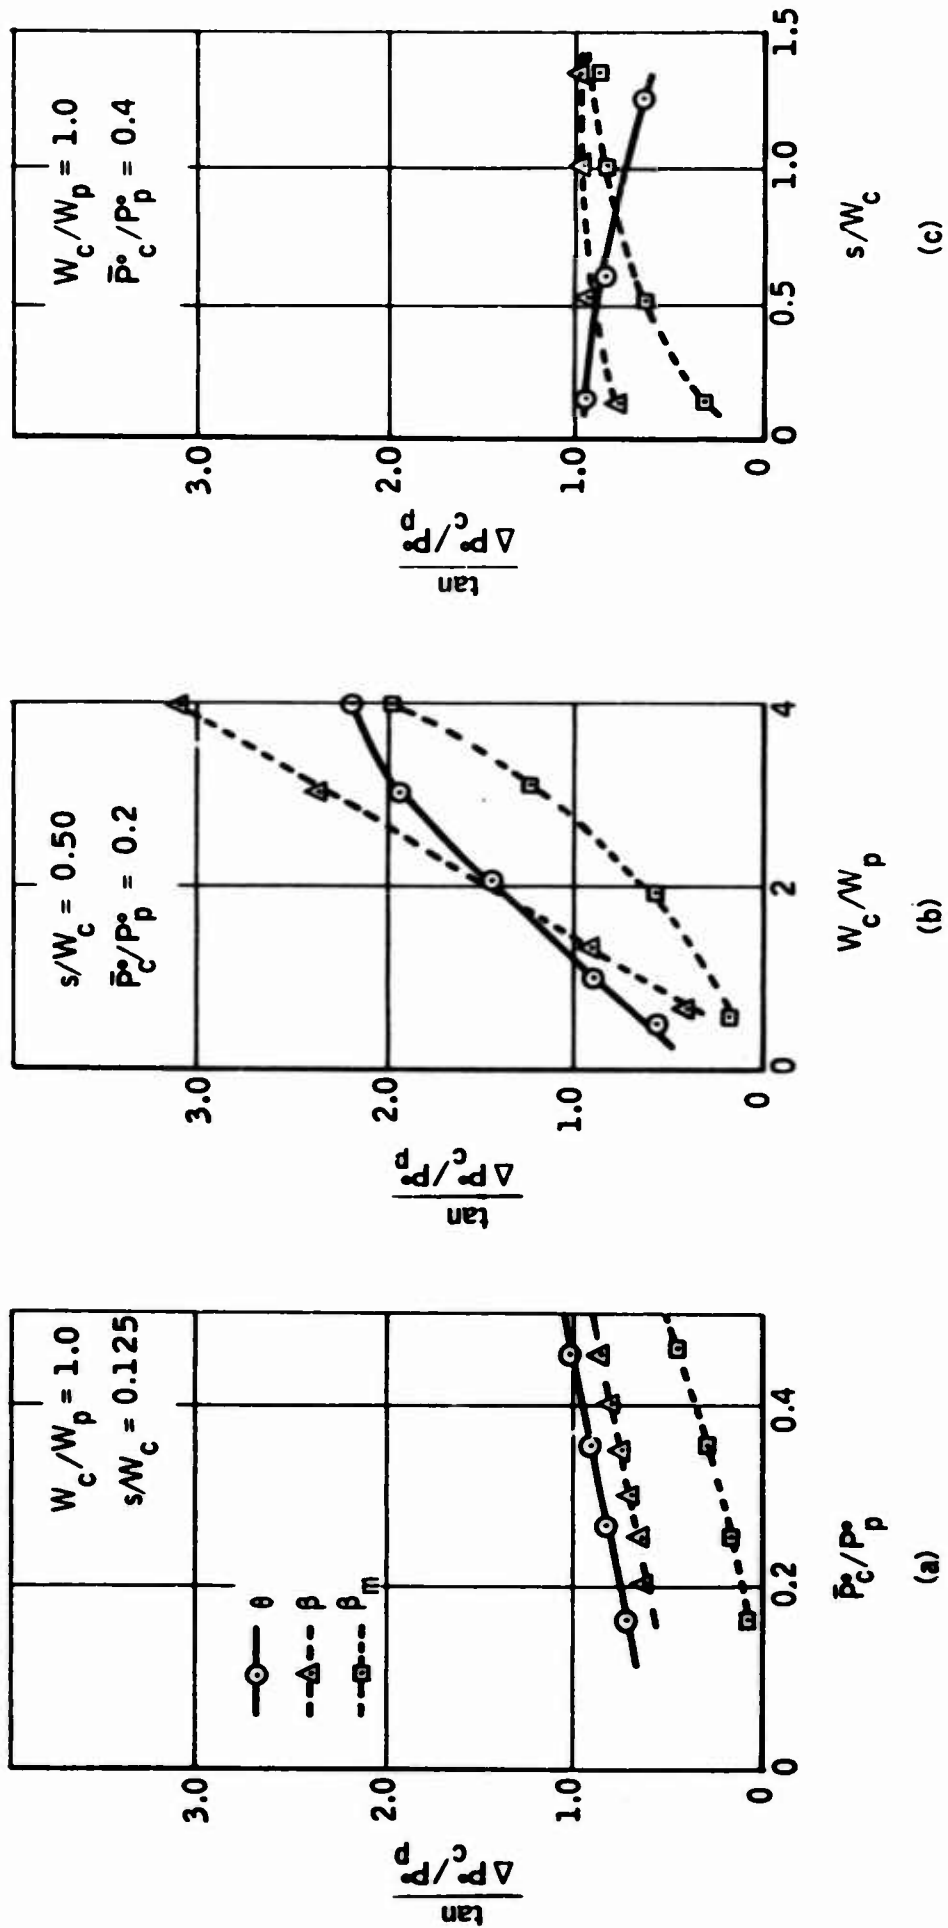 W_c/W_p = 1.0
s/W_c = 0.125
θ
β
β_m
3.0
2.0
1.0
0
tan
ΔP°_c/P°_p
0 0.2 0.4
P̄°_c/P°_p
(a)
s/W_c = 0.50
P̄°_c/P°_p = 0.2
3.0
2.0
1.0
0
tan
ΔP°_c/P°_p
0 2 4
W_c/W_p
(b)
W_c/W_p = 1.0
P̄°_c/P°_p = 0.4
3.0
2.0
1.0
0
tan
ΔP°_c/P°_p
0 0.5 1.0 1.5
s/W_c
(c)